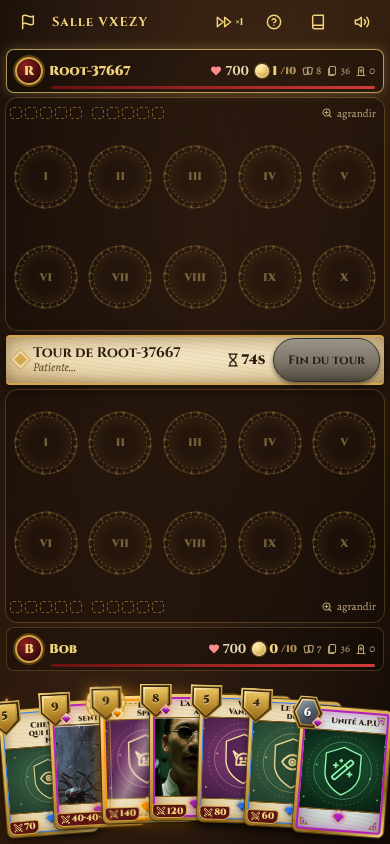 Salle VXEZY
×1
R Root-37667 700 1 /10 8 36 0
agrandir
I II III IV V
VI VII VIII IX X
Tour de Root-37667
Patiente...
74s
Fin du tour
I II III IV V
VI VII VIII IX X
agrandir
B Bob 700 0 /10 7 36 0
5 9 9 8 5 4 6
Unité A.P.U
70 40 140 120 80 60